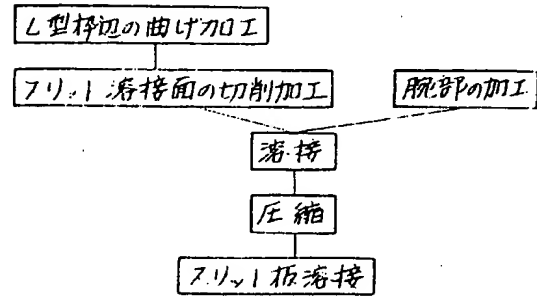 L型枠辺の曲げ加工
スリット溶接面の切削加工
腕部の加工
溶接
圧縮
スリット板溶接